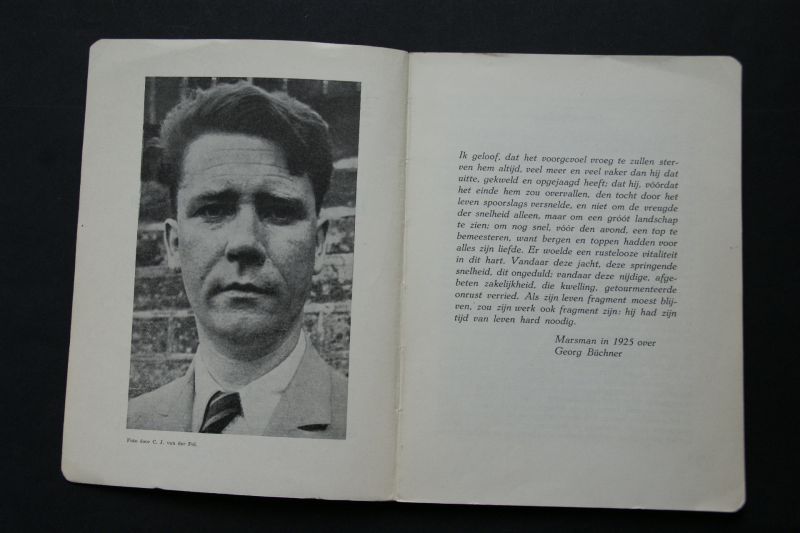 Foto door C. J. van der Pol.
Ik geloof, dat het voorgevoel vroeg te zullen ster-
ven hem altijd, veel meer en veel vaker dan hij dat
uitte, gekweld en opgejaagd heeft; dat hij, vóórdat
het einde hem zou overvallen, den tocht door het
leven spoorslags versnelde, en niet om de vreugde
der snelheid alleen, maar om een gróót landschap
te zien; om nog snel, vóór den avond, een top te
bemeesteren, want bergen en toppen hadden voor
alles zijn liefde. Er woelde een rustelooze vitaliteit
in dit hart. Vandaar deze jacht, deze springende
snelheid, dit ongeduld; vandaar deze nijdige, afge-
beten zakelijkheid, die kwelling, getourmenteerde
onrust verried. Als zijn leven fragment moest blij-
ven, zou zijn werk ook fragment zijn: hij had zijn
tijd van leven hard noodig.
Marsman in 1925 over
Georg Büchner